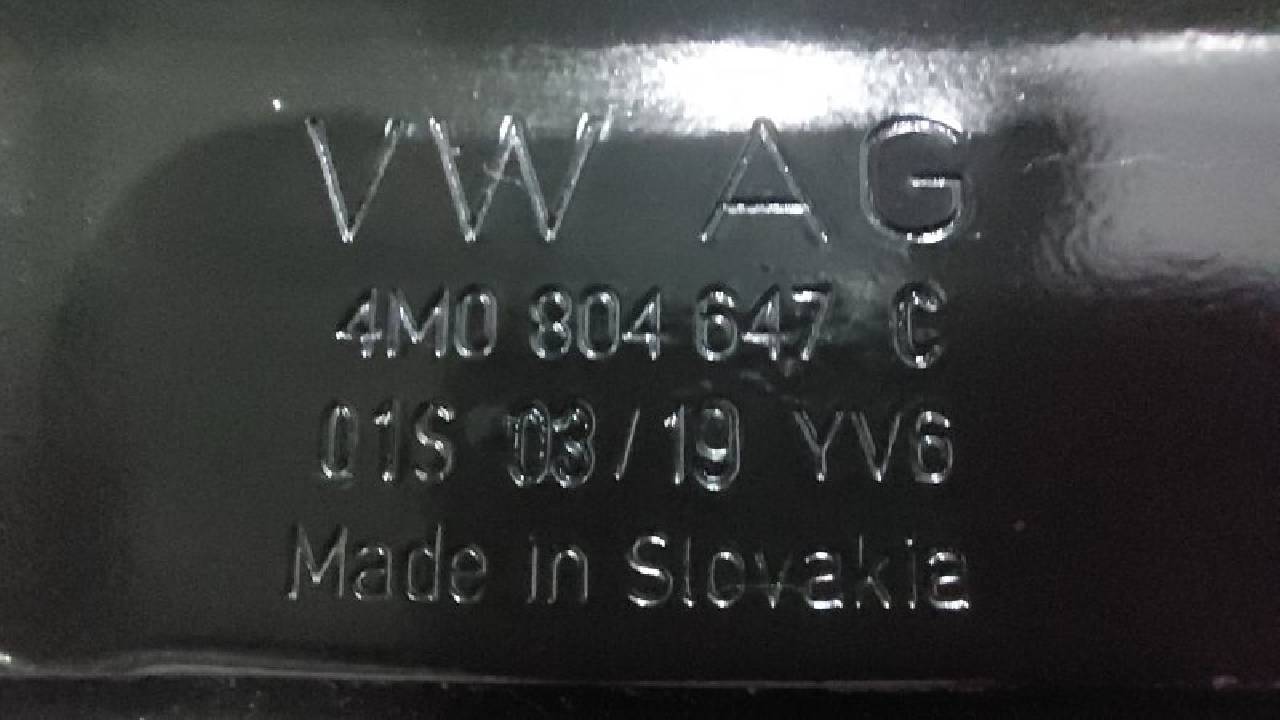 VW AG
4M0 804 647 C
01S 03/19 YV6
Made in Slovakia